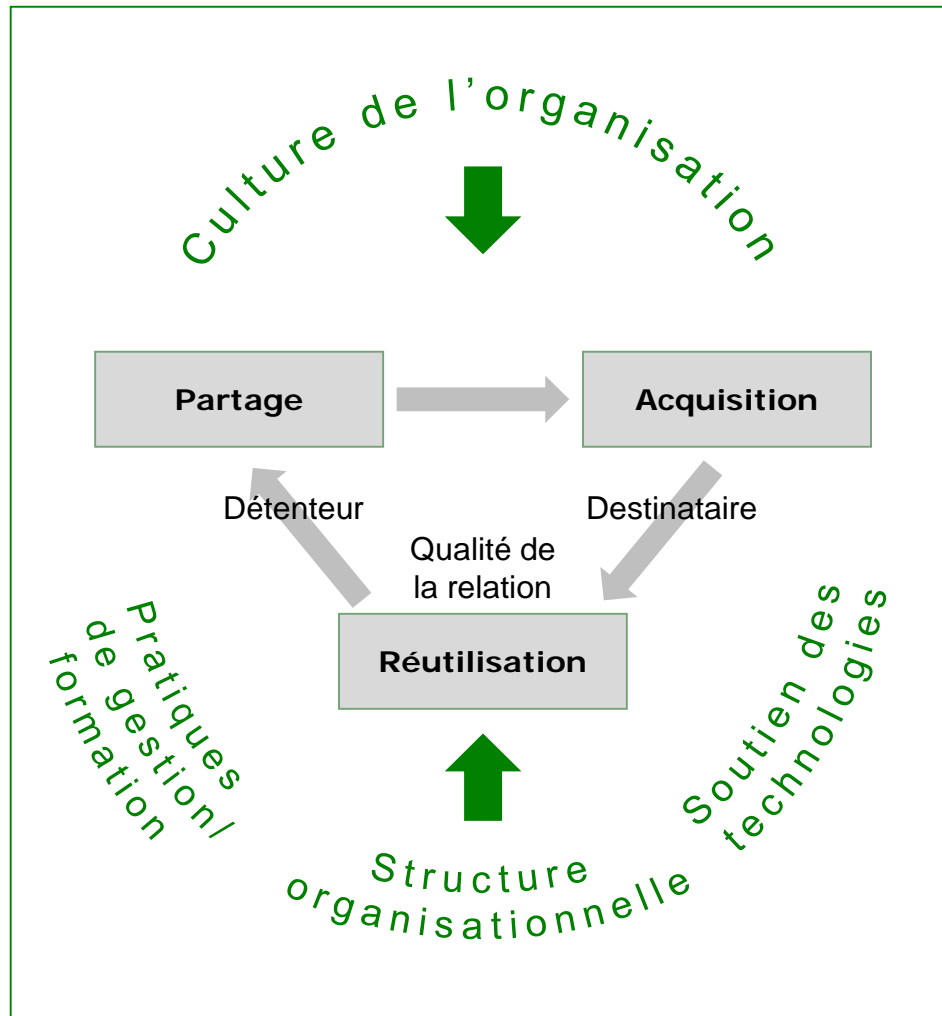 Culture de l'organisation
Partage
Acquisition
Détenteur
Destinataire
Qualité de
la relation
Réutilisation
Pratiques
de gestion/
formation
Soutien des
technologies
Structure
organisationnelle